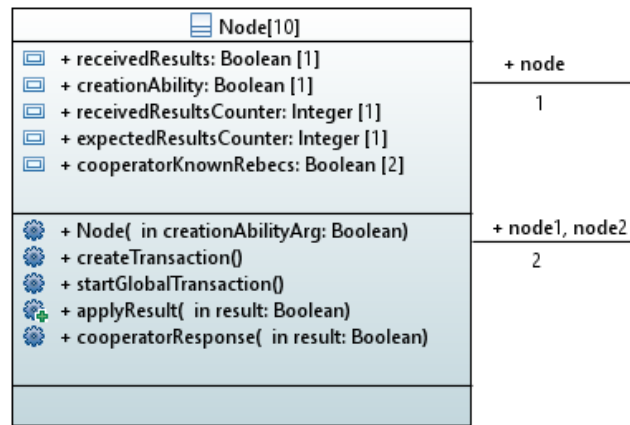 Node[10]
+ receivedResults: Boolean [1]
+ creationAbility: Boolean [1]
+ receivedResultsCounter: Integer [1]
+ expectedResultsCounter: Integer [1]
+ cooperatorKnownRebecs: Boolean [2]
+ Node( in creationAbilityArg: Boolean)
+ createTransaction()
+ startGlobalTransaction()
+ applyResult( in result: Boolean)
+ cooperatorResponse( in result: Boolean)
+ node
1
+ node1, node2
2